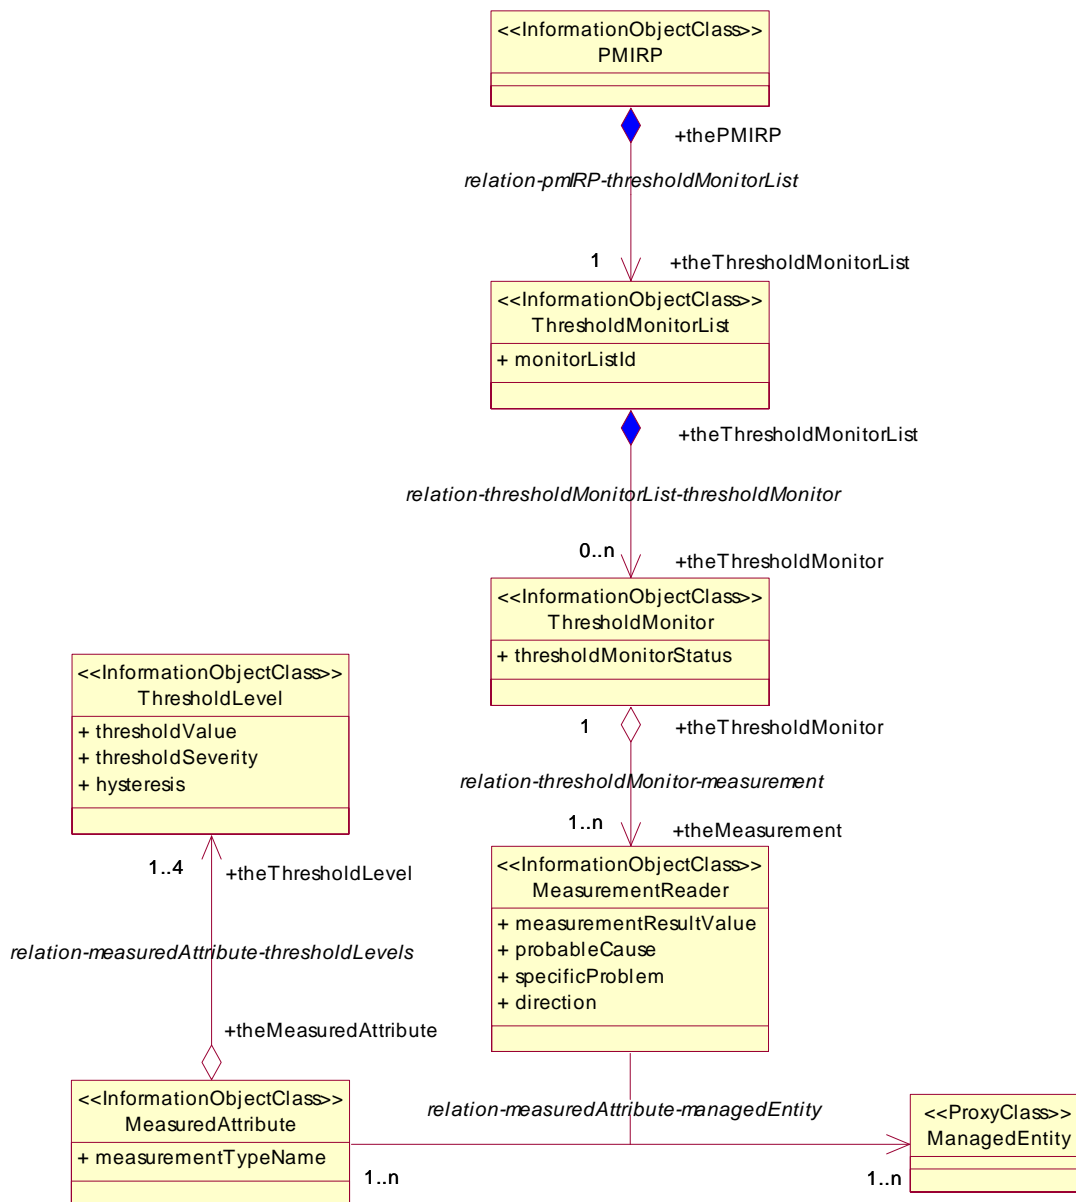 <<InformationObjectClass>>
PMIRP
+thePMIRP
relation-pmIRP-thresholdMonitorList
1
+theThresholdMonitorList
<<InformationObjectClass>>
ThresholdMonitorList
+ monitorListId
+theThresholdMonitorList
relation-thresholdMonitorList-thresholdMonitor
0..n
+theThresholdMonitor
<<InformationObjectClass>>
ThresholdMonitor
+ thresholdMonitorStatus
1
+theThresholdMonitor
relation-thresholdMonitor-measurement
1..n
+theMeasurement
<<InformationObjectClass>>
ThresholdLevel
+ thresholdValue
+ thresholdSeverity
+ hysteresis
1..4
+theThresholdLevel
relation-measuredAttribute-thresholdLevels
+theMeasuredAttribute
<<InformationObjectClass>>
MeasurementReader
+ measurementResultValue
+ probableCause
+ specificProblem
+ direction
<<InformationObjectClass>>
MeasuredAttribute
+ measurementTypeName
relation-measuredAttribute-managedEntity
1..n
1..n
<<ProxyClass>>
ManagedEntity